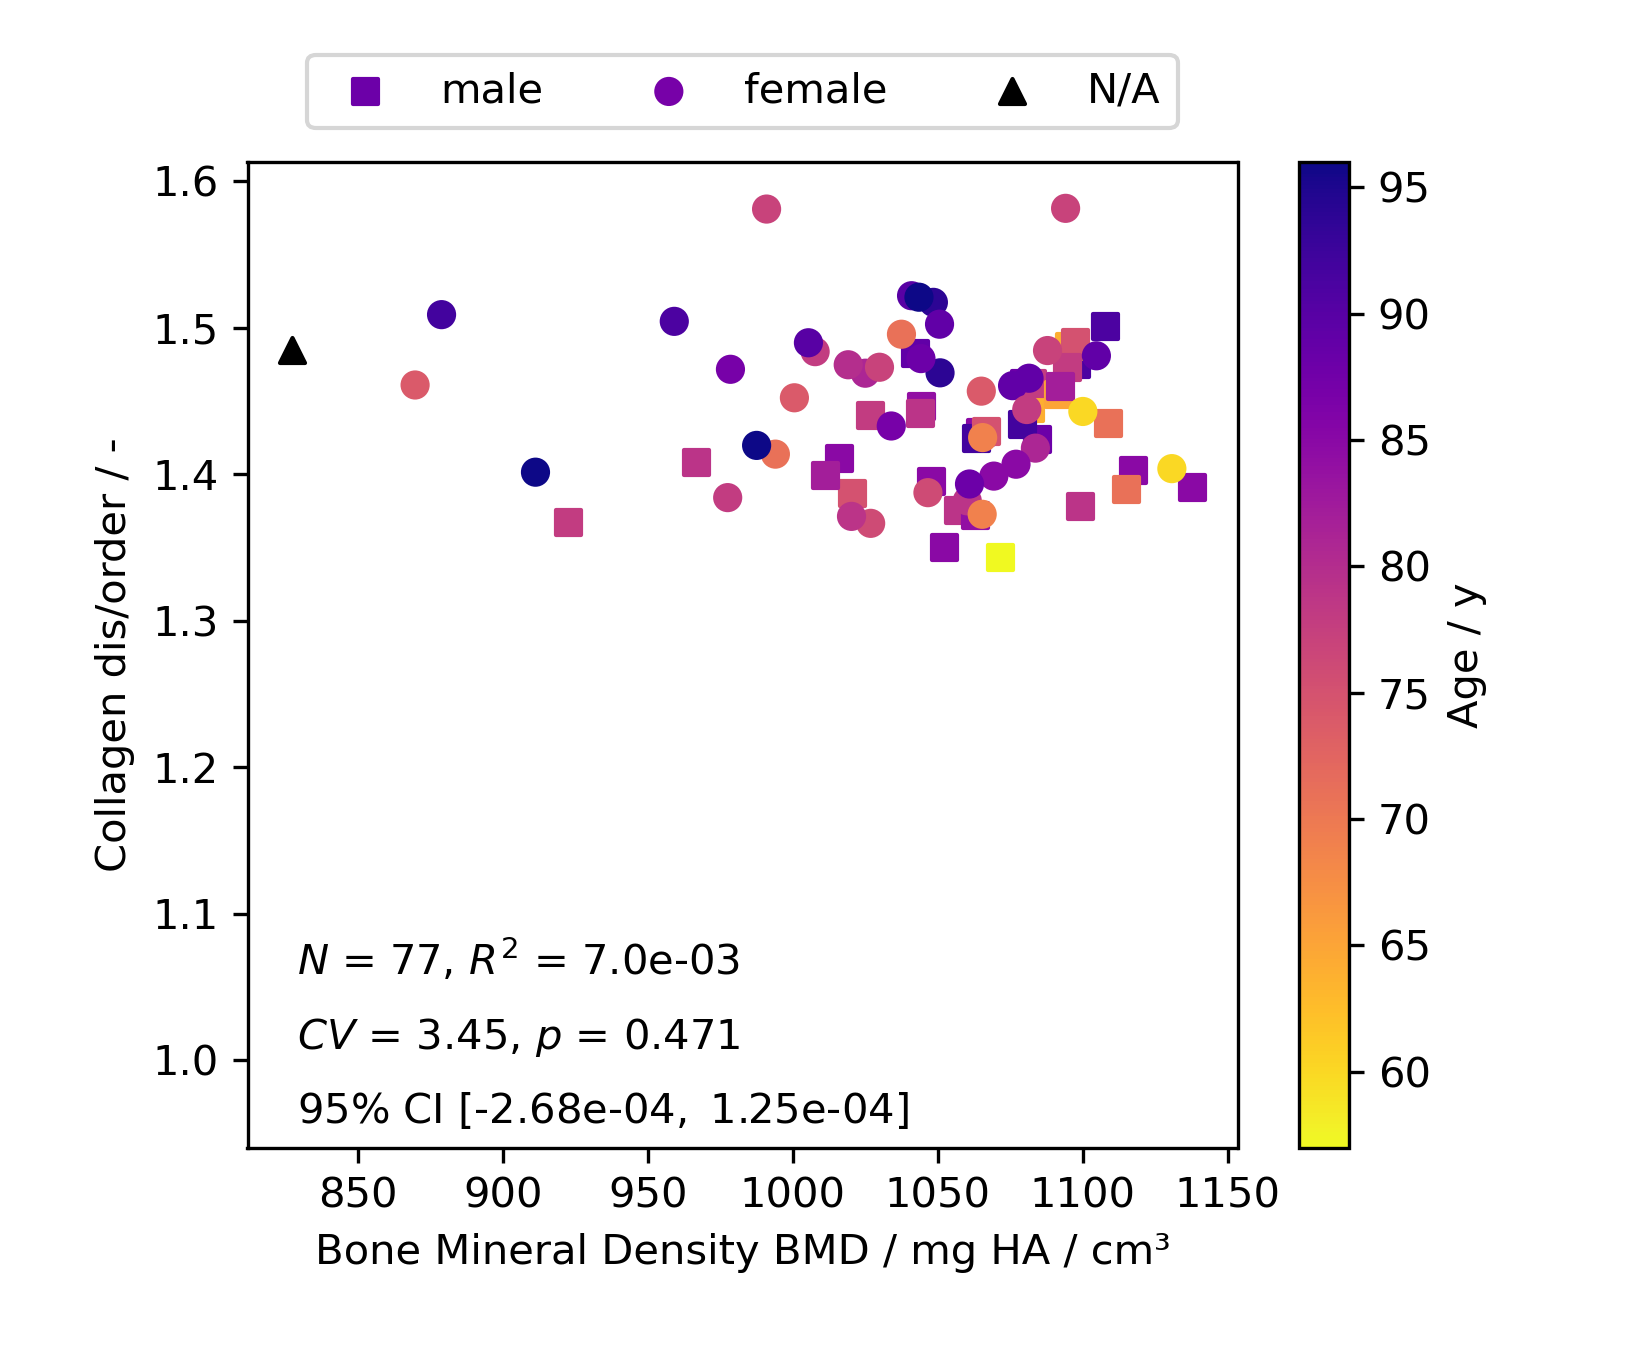 male female N/A
1.6
1.5
1.4
1.3
1.2
1.1
1.0
Collagen dis/order / -
N = 77, R² = 7.0e-03
CV = 3.45, p = 0.471
95% CI [-2.68e-04, 1.25e-04]
850 900 950 1000 1050 1100 1150
Bone Mineral Density BMD / mg HA / cm³
95
90
85
80
75
70
65
60
Age / y